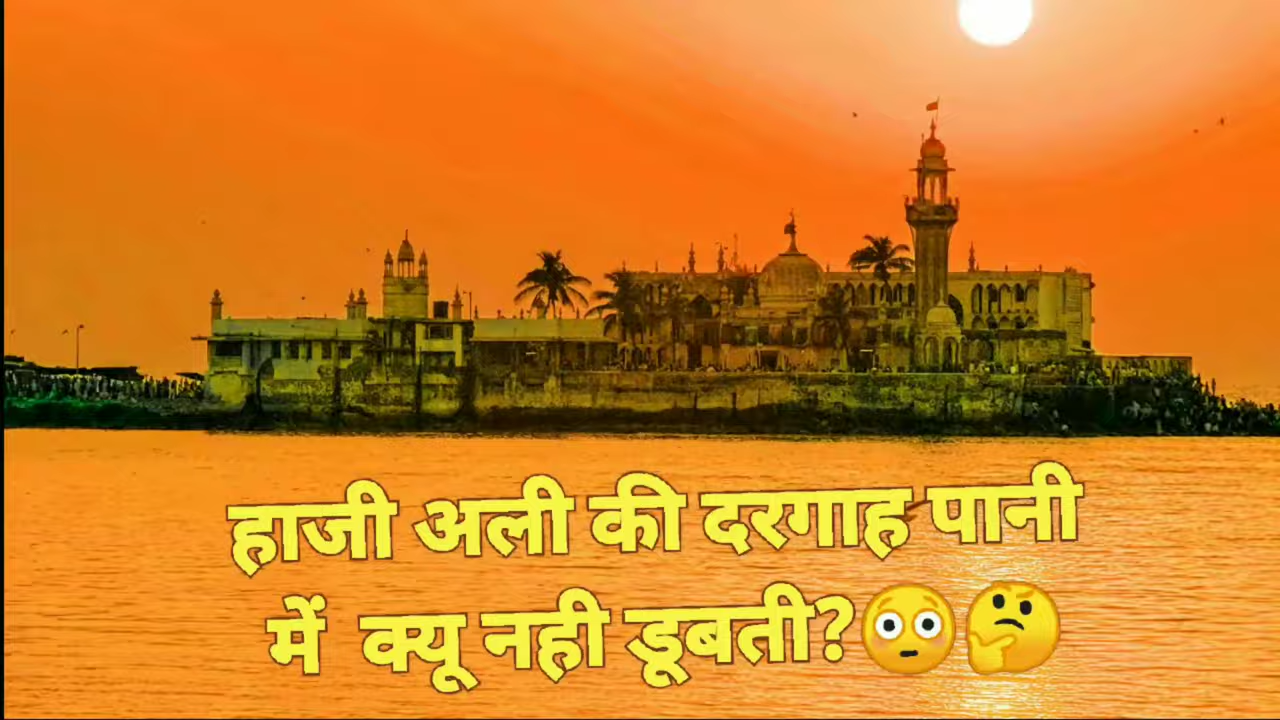 हाजी अली की दरगाह पानी
में क्यू नही डूबती?😳🤔